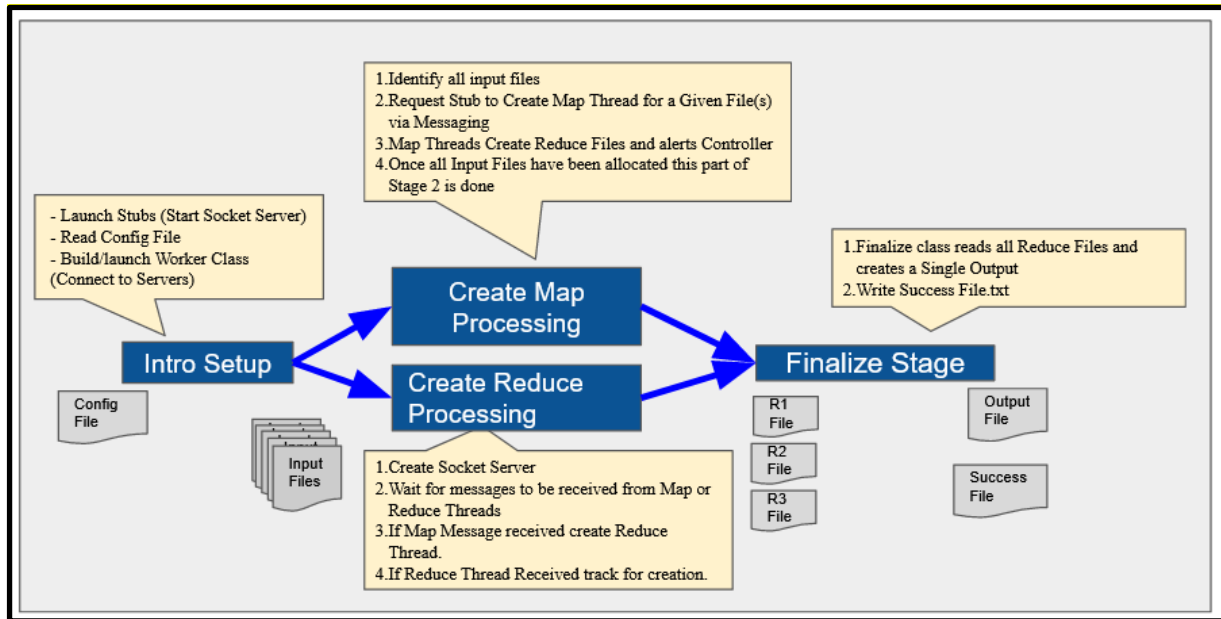 1.Identify all input files
2.Request Stub to Create Map Thread for a Given File(s)
via Messaging
3.Map Threads Create Reduce Files and alerts Controller
4.Once all Input Files have been allocated this part of
Stage 2 is done
- Launch Stubs (Start Socket Server)
- Read Config File
- Build/launch Worker Class
(Connect to Servers)
1.Finalize class reads all Reduce Files and
creates a Single Output
2.Write Success File.txt
Create Map
Processing
Intro Setup
Create Reduce
Processing
Finalize Stage
Config
File
Input
Input
Files
R1
File
R2
File
R3
File
Output
File
Success
File
1.Create Socket Server
2.Wait for messages to be received from Map or
Reduce Threads
3.If Map Message received create Reduce
Thread.
4.If Reduce Thread Received track for creation.